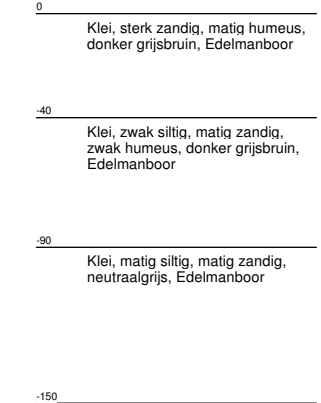 0
Klei, sterk zandig, matig humeus,
donker grijsbruin, Edelmanboor
-40
Klei, zwak siltig, matig zandig,
zwak humeus, donker grijsbruin,
Edelmanboor
-90
Klei, matig siltig, matig zandig,
neutraalgrijs, Edelmanboor
-150